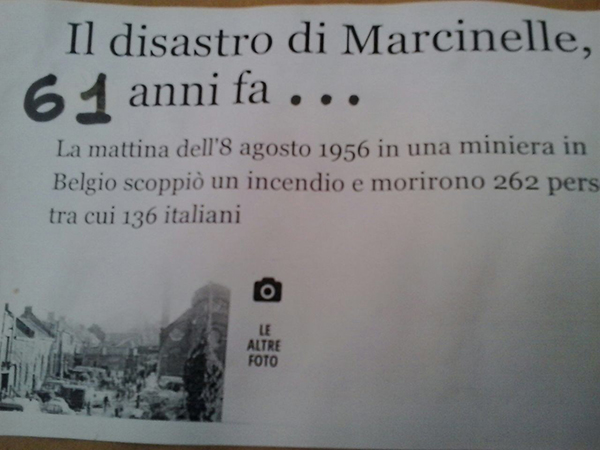 Il disastro di Marcinelle,
61 anni fa ...
La mattina dell'8 agosto 1956 in una miniera in
Belgio scoppiò un incendio e morirono 262 pers
tra cui 136 italiani
LE
ALTRE
FOTO